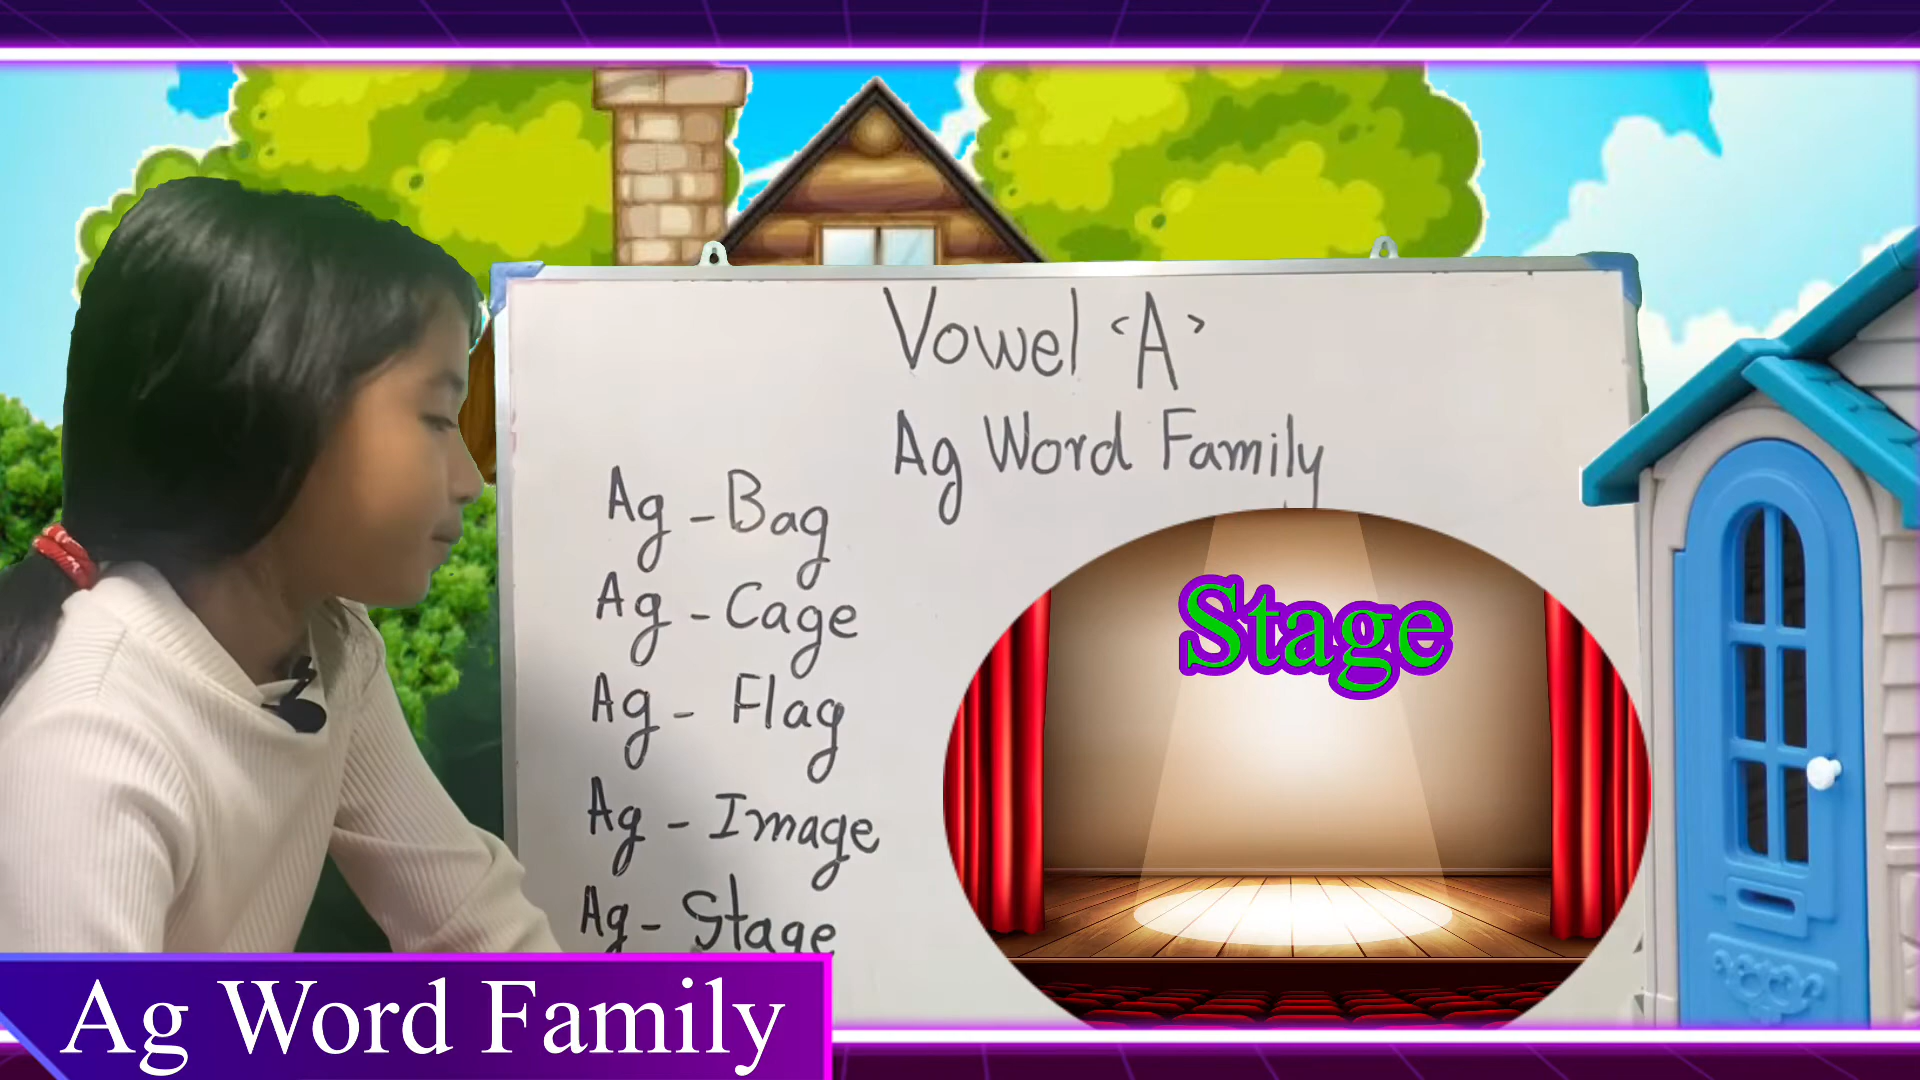 Vowel 'A'
Ag Word Family
Ag - Bag
Ag - Cage
Ag - Flag
Ag - Image
Ag - Stage
Stage
Ag Word Family